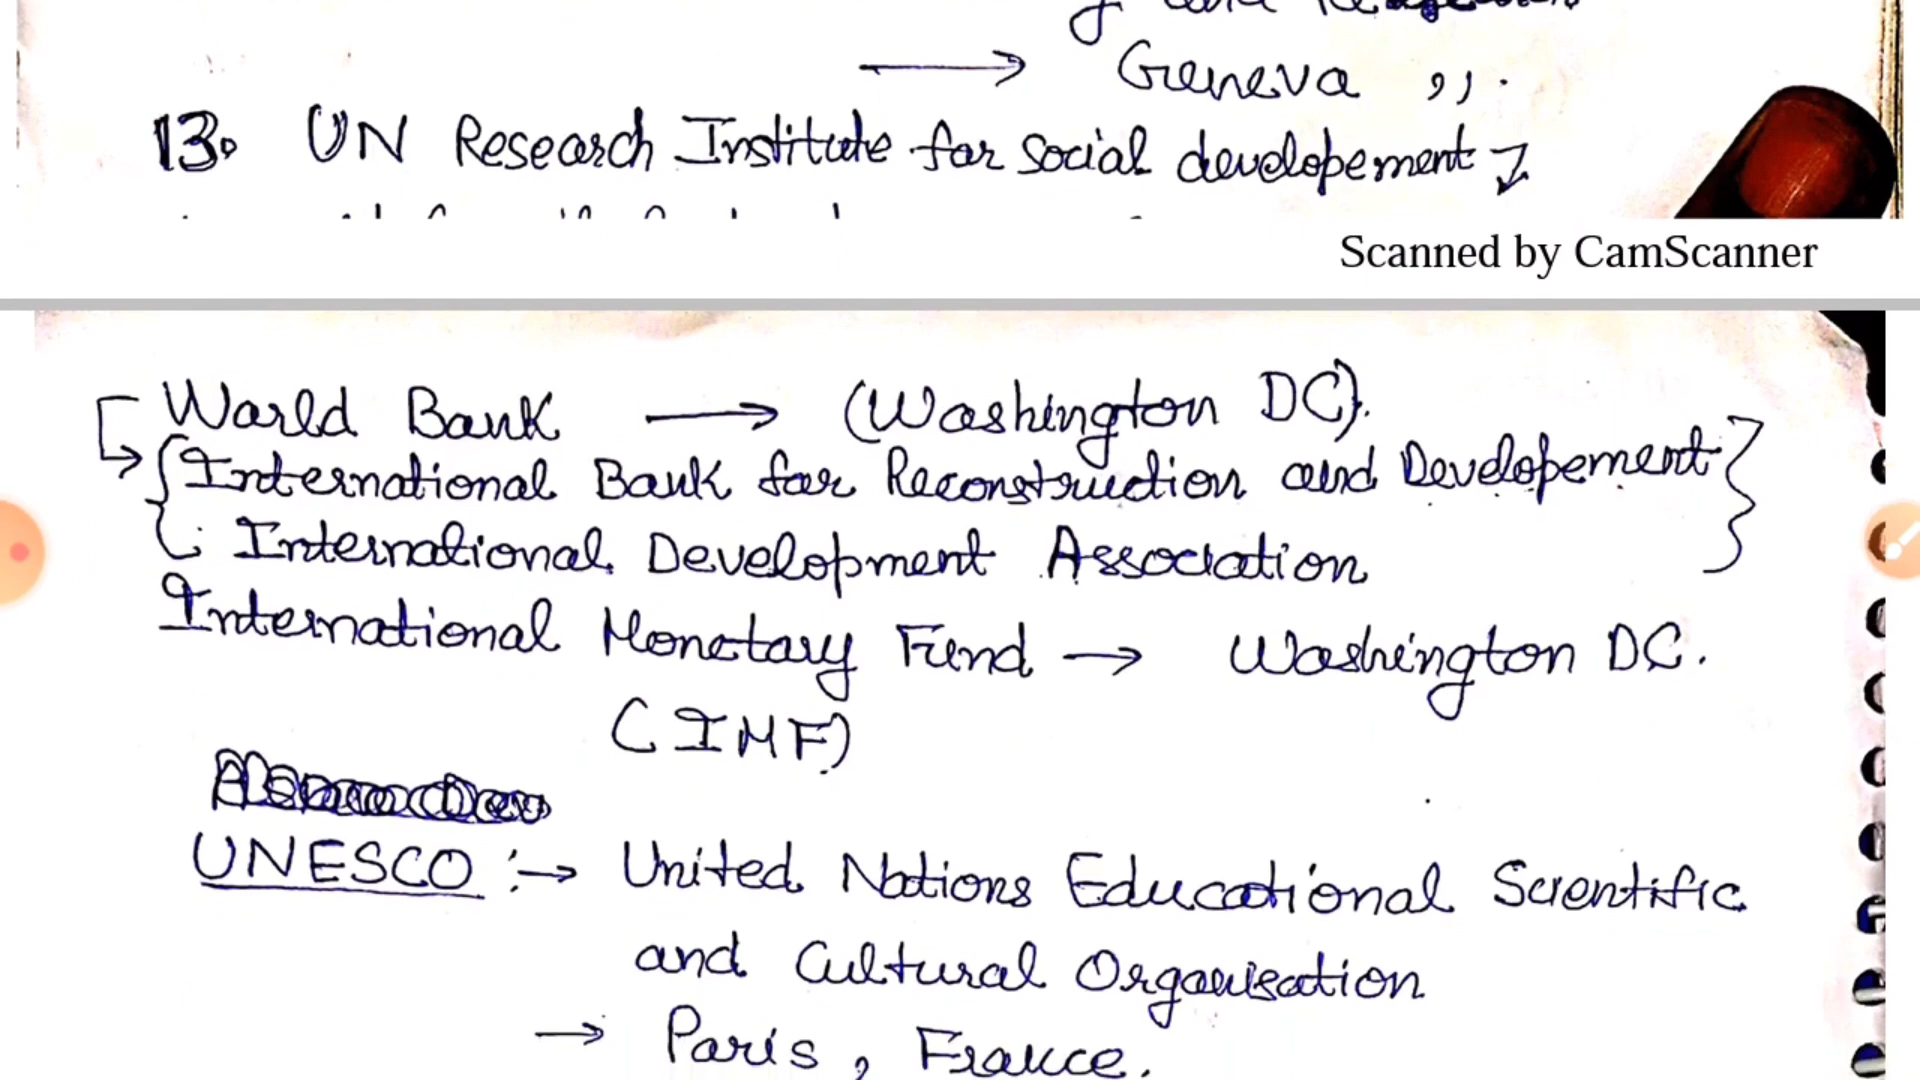 → Geneva ,,.
13. UN Research Institute for social developement
Scanned by CamScanner
World Bank → (Washington DC).
International Bank for Reconstruction and Developement
International Development Association
International Monetary Fund → Washington DC.
(IMF)
UNESCO :→ United Nations Educational Scientific
and Cultural Organisation
→ Paris, France.